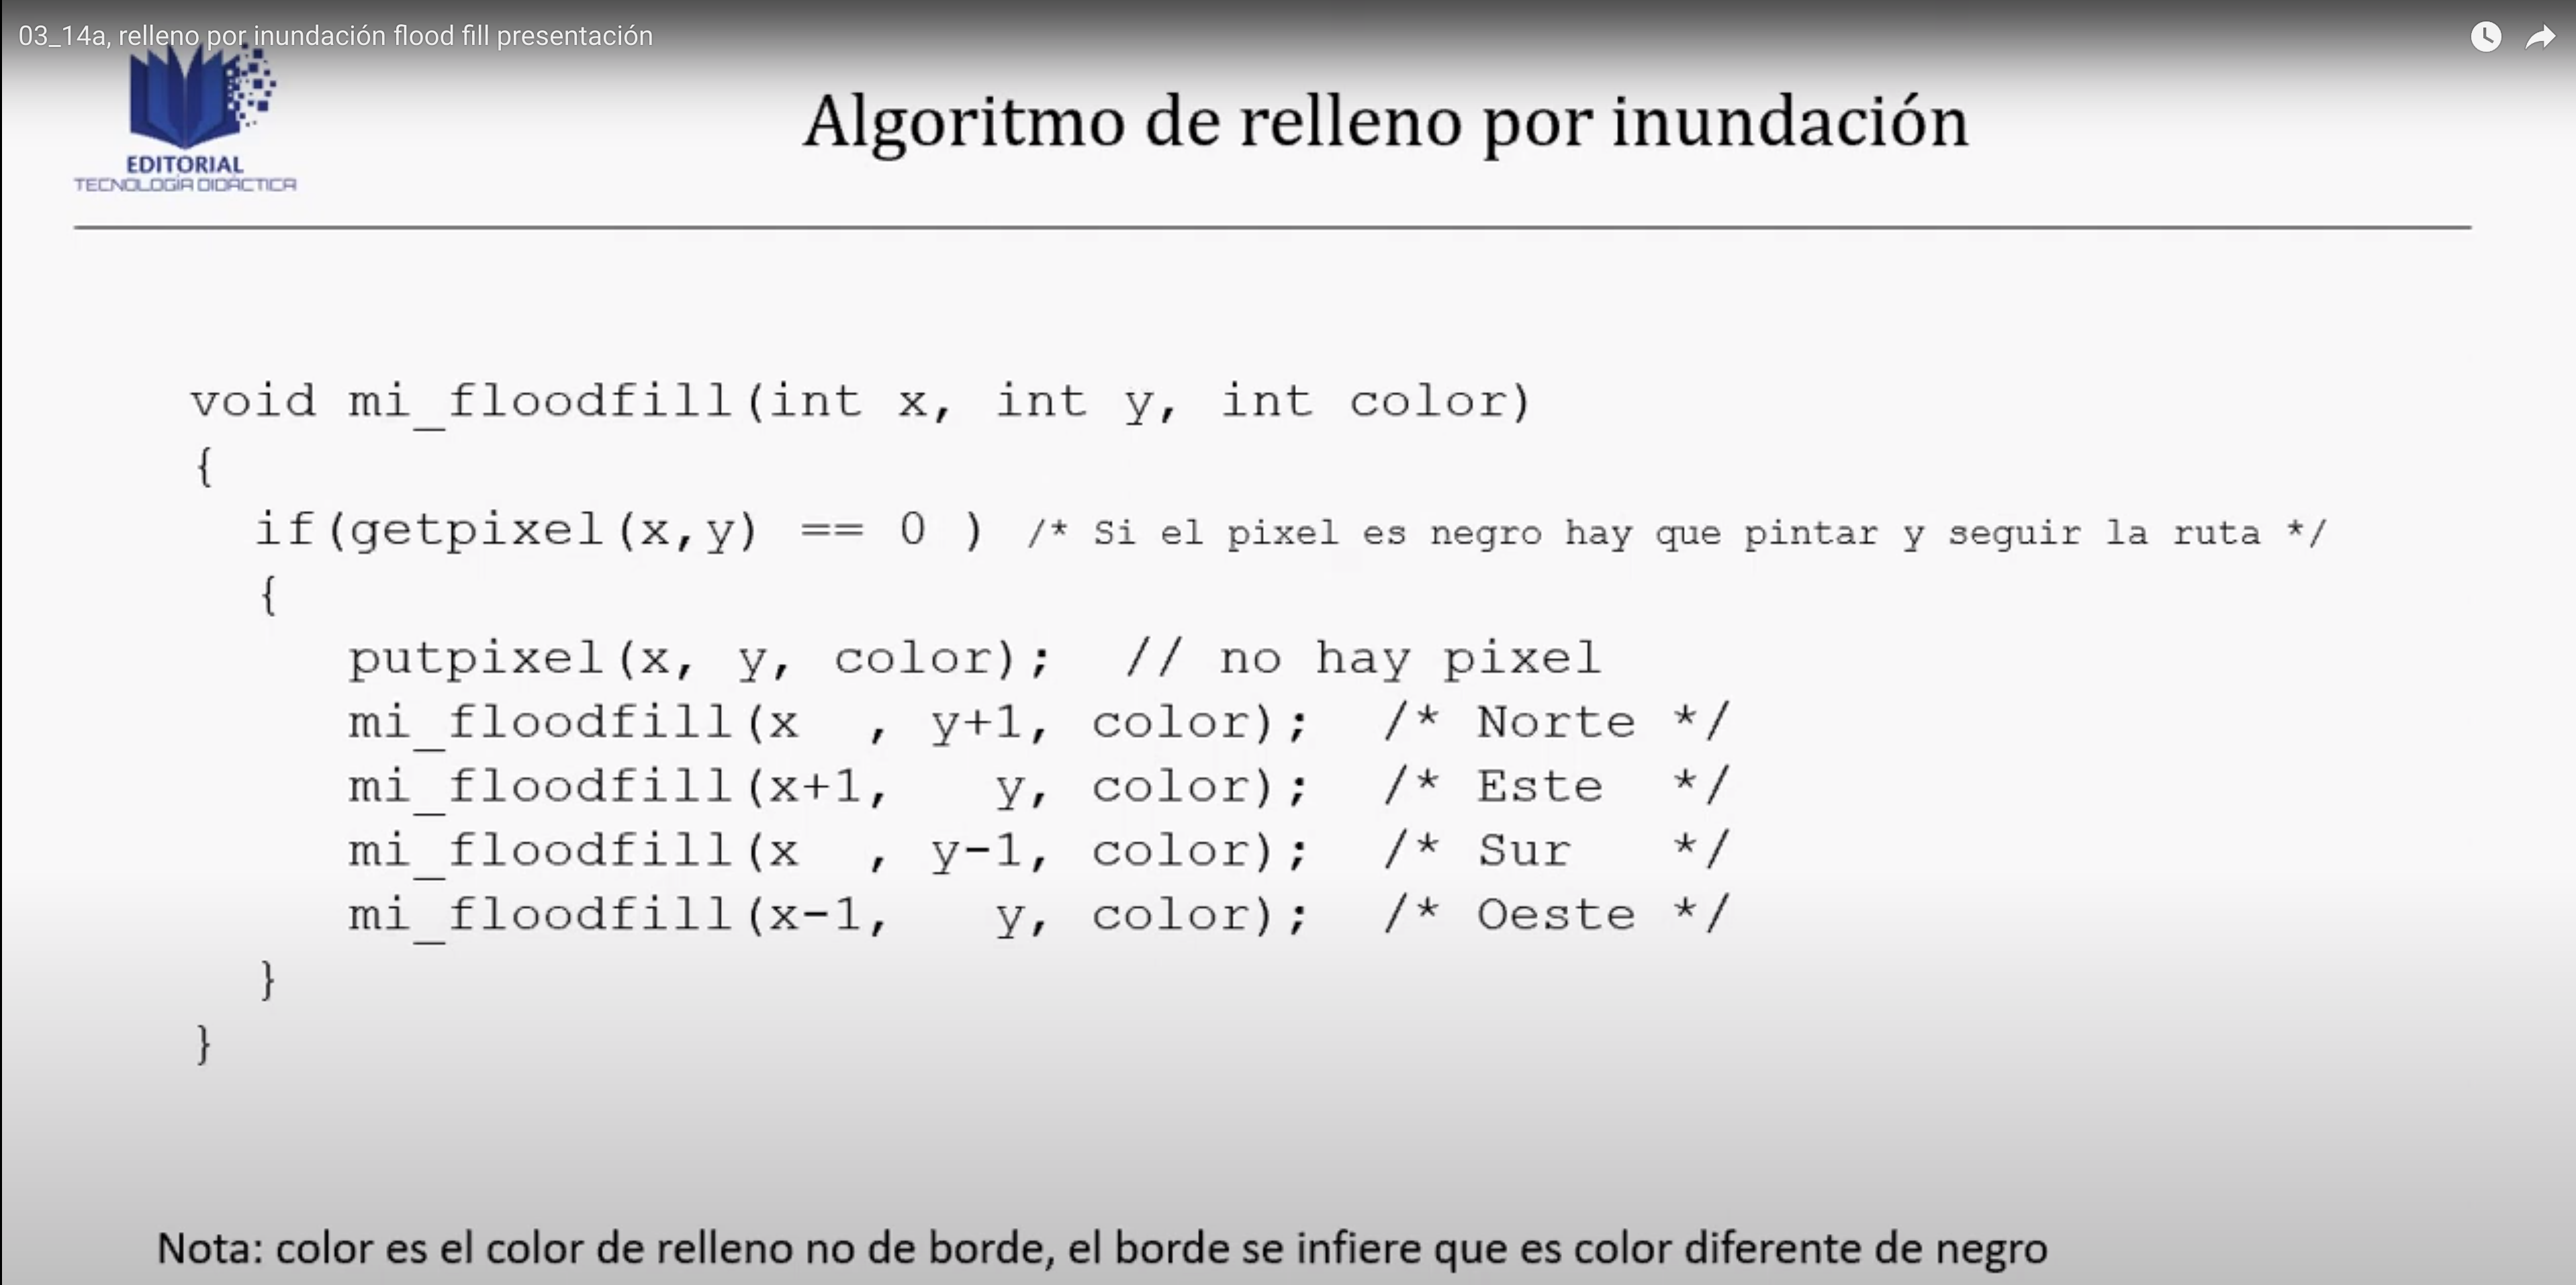 03_14a, relleno por inundación flood fill presentación
EDITORIAL
TECNOLOGÍA DIDÁCTICA
Algoritmo de relleno por inundación
void mi_floodfill(int x, int y, int color)
{
if(getpixel(x,y) == 0 ) /* Si el pixel es negro hay que pintar y seguir la ruta */
{
putpixel(x, y, color); // no hay pixel
mi_floodfill(x , y+1, color); /* Norte */
mi_floodfill(x+1, y, color); /* Este */
mi_floodfill(x , y-1, color); /* Sur */
mi_floodfill(x-1, y, color); /* Oeste */
}
}
Nota: color es el color de relleno no de borde, el borde se infiere que es color diferente de negro